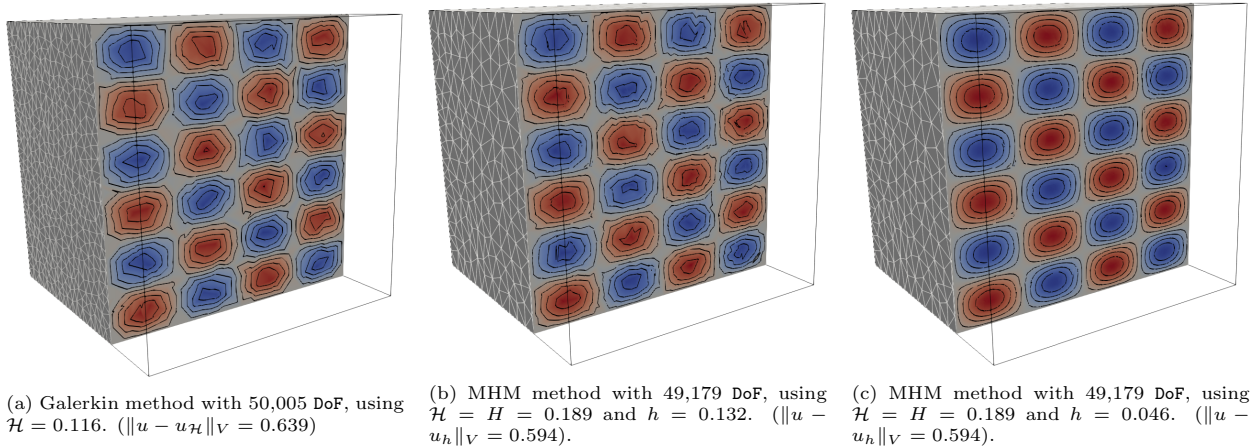 (a) Galerkin method with 50,005 DoF, using
𝓗 = 0.116. (‖u − u_𝓗‖_V = 0.639)
(b) MHM method with 49,179 DoF, using
𝓗 = H = 0.189 and h = 0.132. (‖u −
u_h‖_V = 0.594).
(c) MHM method with 49,179 DoF, using
𝓗 = H = 0.189 and h = 0.046. (‖u −
u_h‖_V = 0.594).